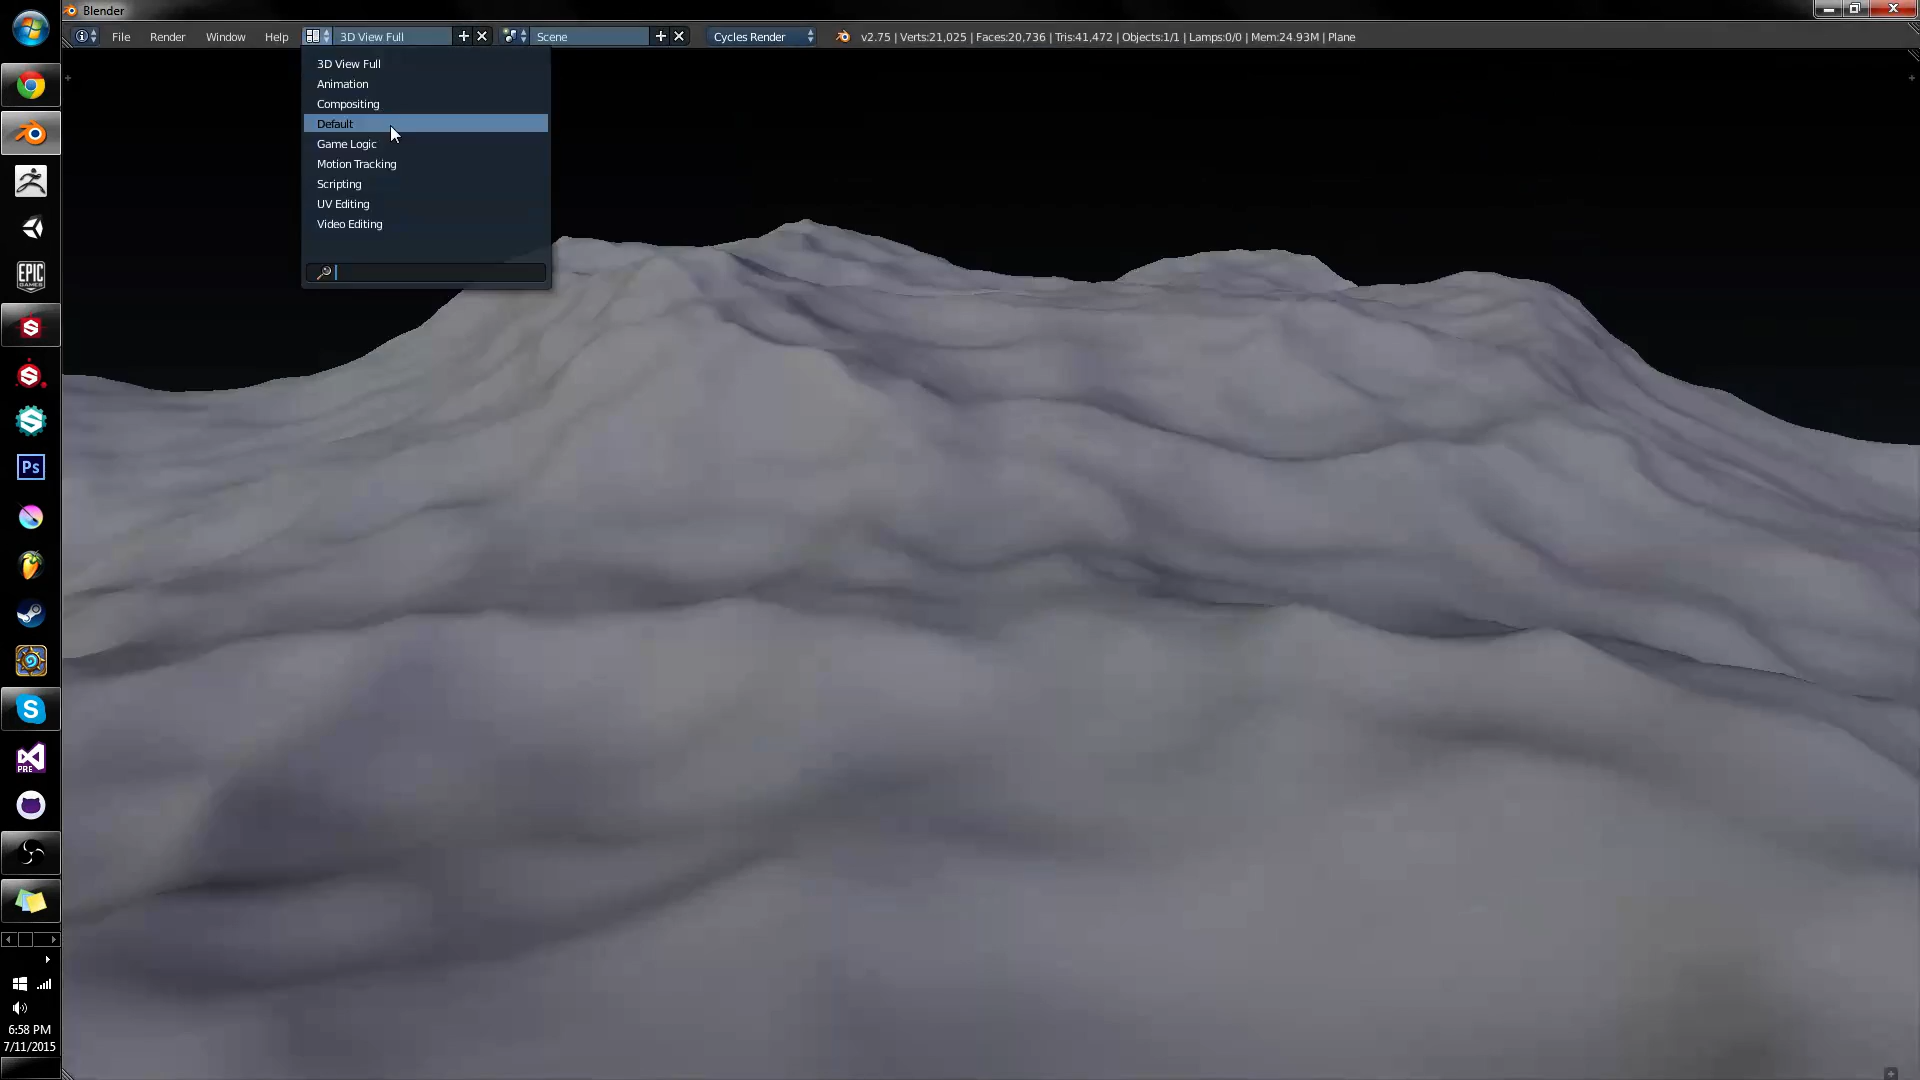 Blender
File Render Window Help 3D View Full Scene Cycles Render v2.75 | Verts:21,025 | Faces:20,736 | Tris:41,472 | Objects:1/1 | Lamps:0/0 | Mem:24.93M | Plane
3D View Full
Animation
Compositing
Default
Game Logic
Motion Tracking
Scripting
UV Editing
Video Editing
EPIC
GAMES
S
S
S
Ps
S
PRE
6:58 PM
7/11/2015